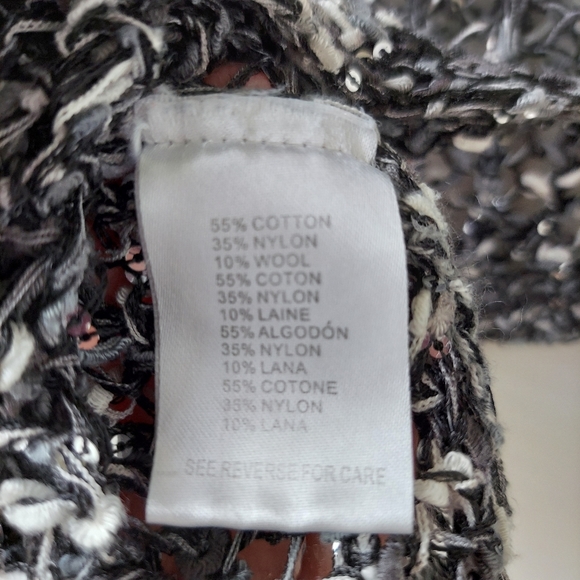 55% COTTON
35% NYLON
10% WOOL
55% COTON
35% NYLON
10% LAINE
55% ALGODÓN
35% NYLON
10% LANA
55% COTONE
35% NYLON
10% LANA
SEE REVERSE FOR CARE